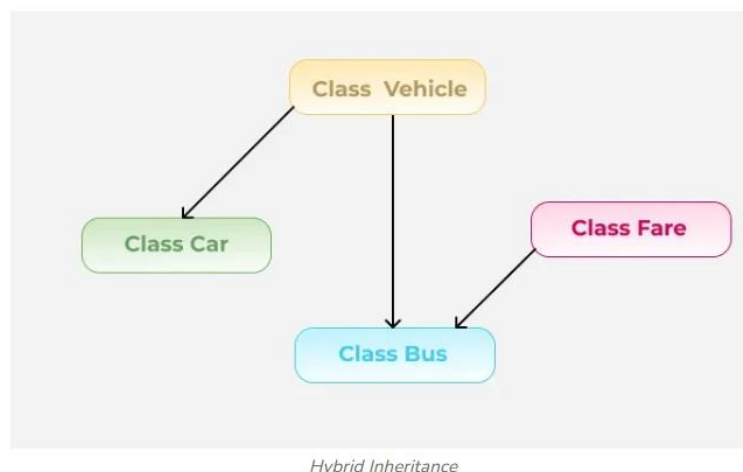 Class Vehicle
Class Fare
Class Car
Class Bus
Hybrid Inheritance